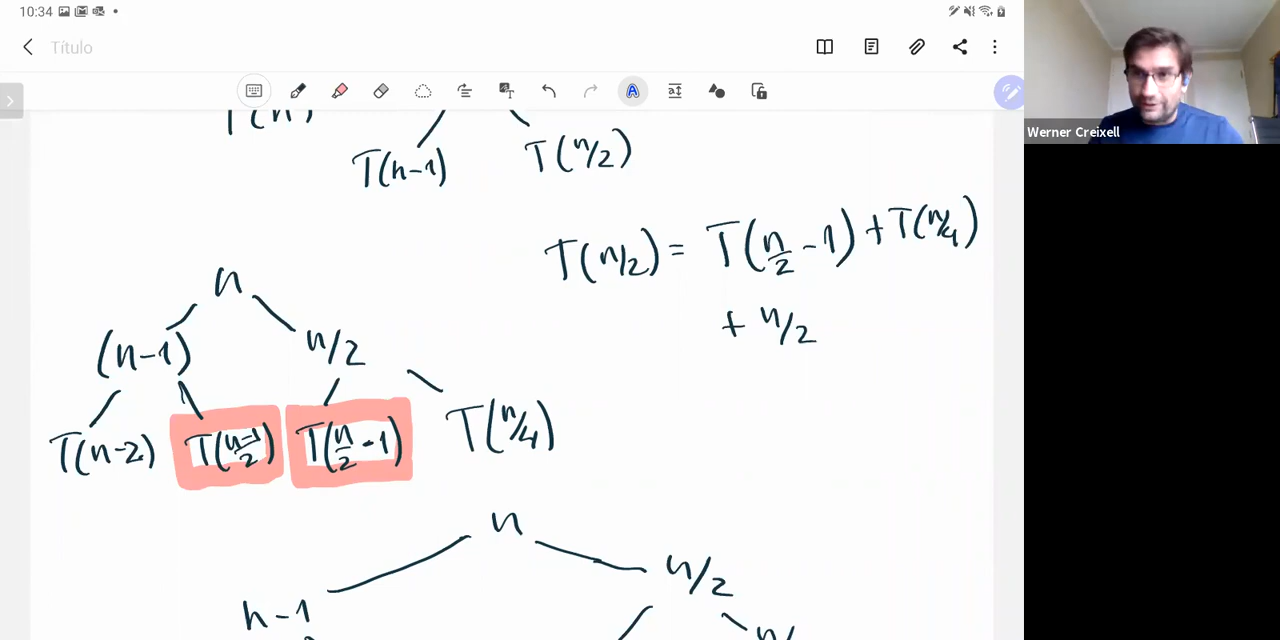 10:34
Título
Werner Creixell
T(n)
T(n-1) T(n/2)
T(n/2) = T(n/2 - 1) + T(n/4)
+ n/2
n
(n-1) n/2
T(n-2) T((n-1)/2) T(n/2 - 1) T(n/4)
n
n/2
n-1